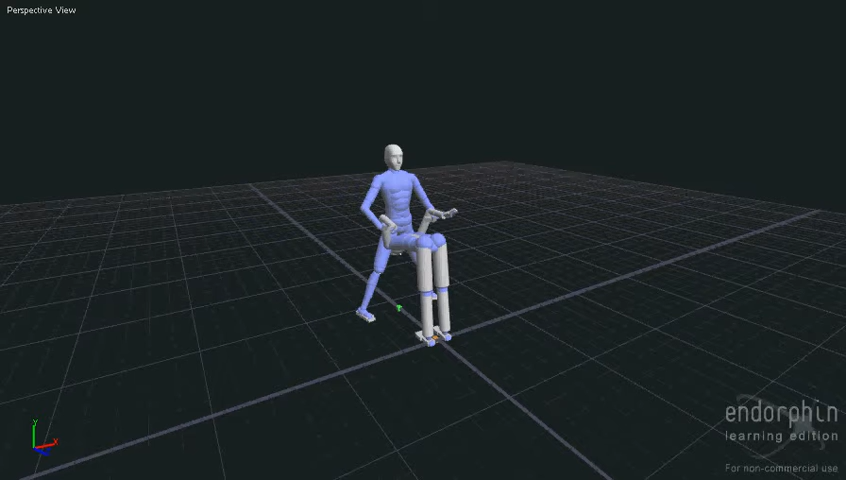 Perspective View
Y
X
endorphin
learning edition
For non-commercial use